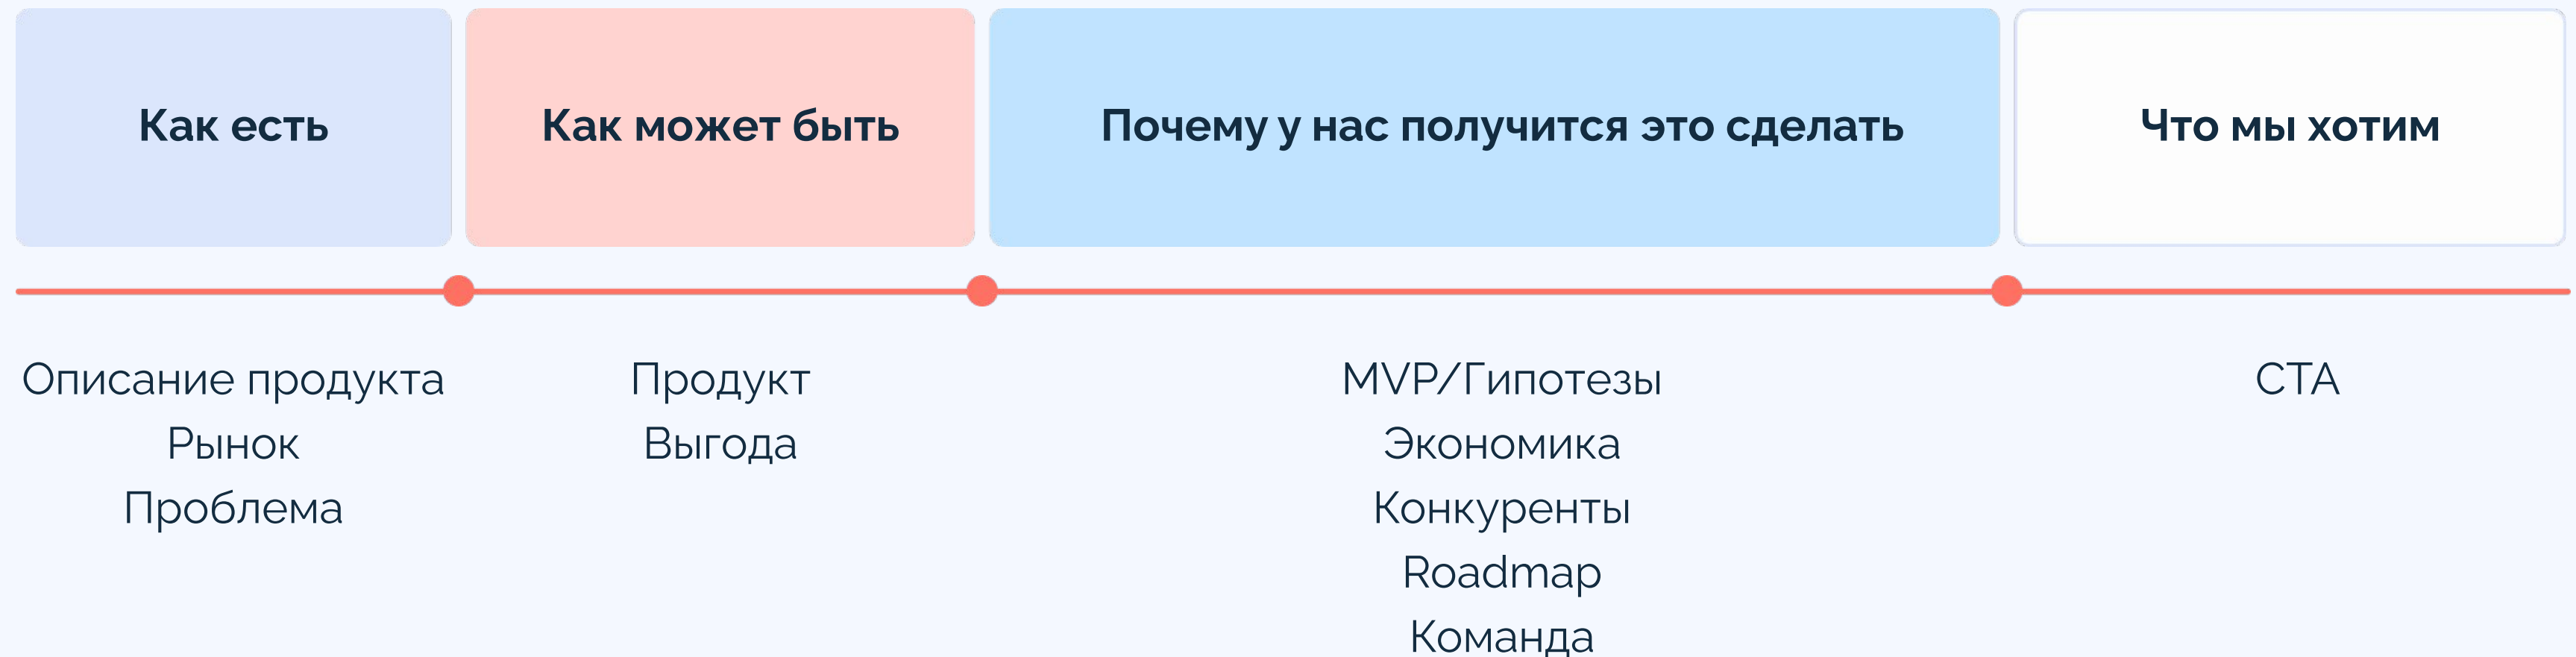 Как есть
Как может быть
Почему у нас получится это сделать
Что мы хотим
Описание продукта
Рынок
Проблема
Продукт
Выгода
MVP/Гипотезы
Экономика
Конкуренты
Roadmap
Команда
СТА